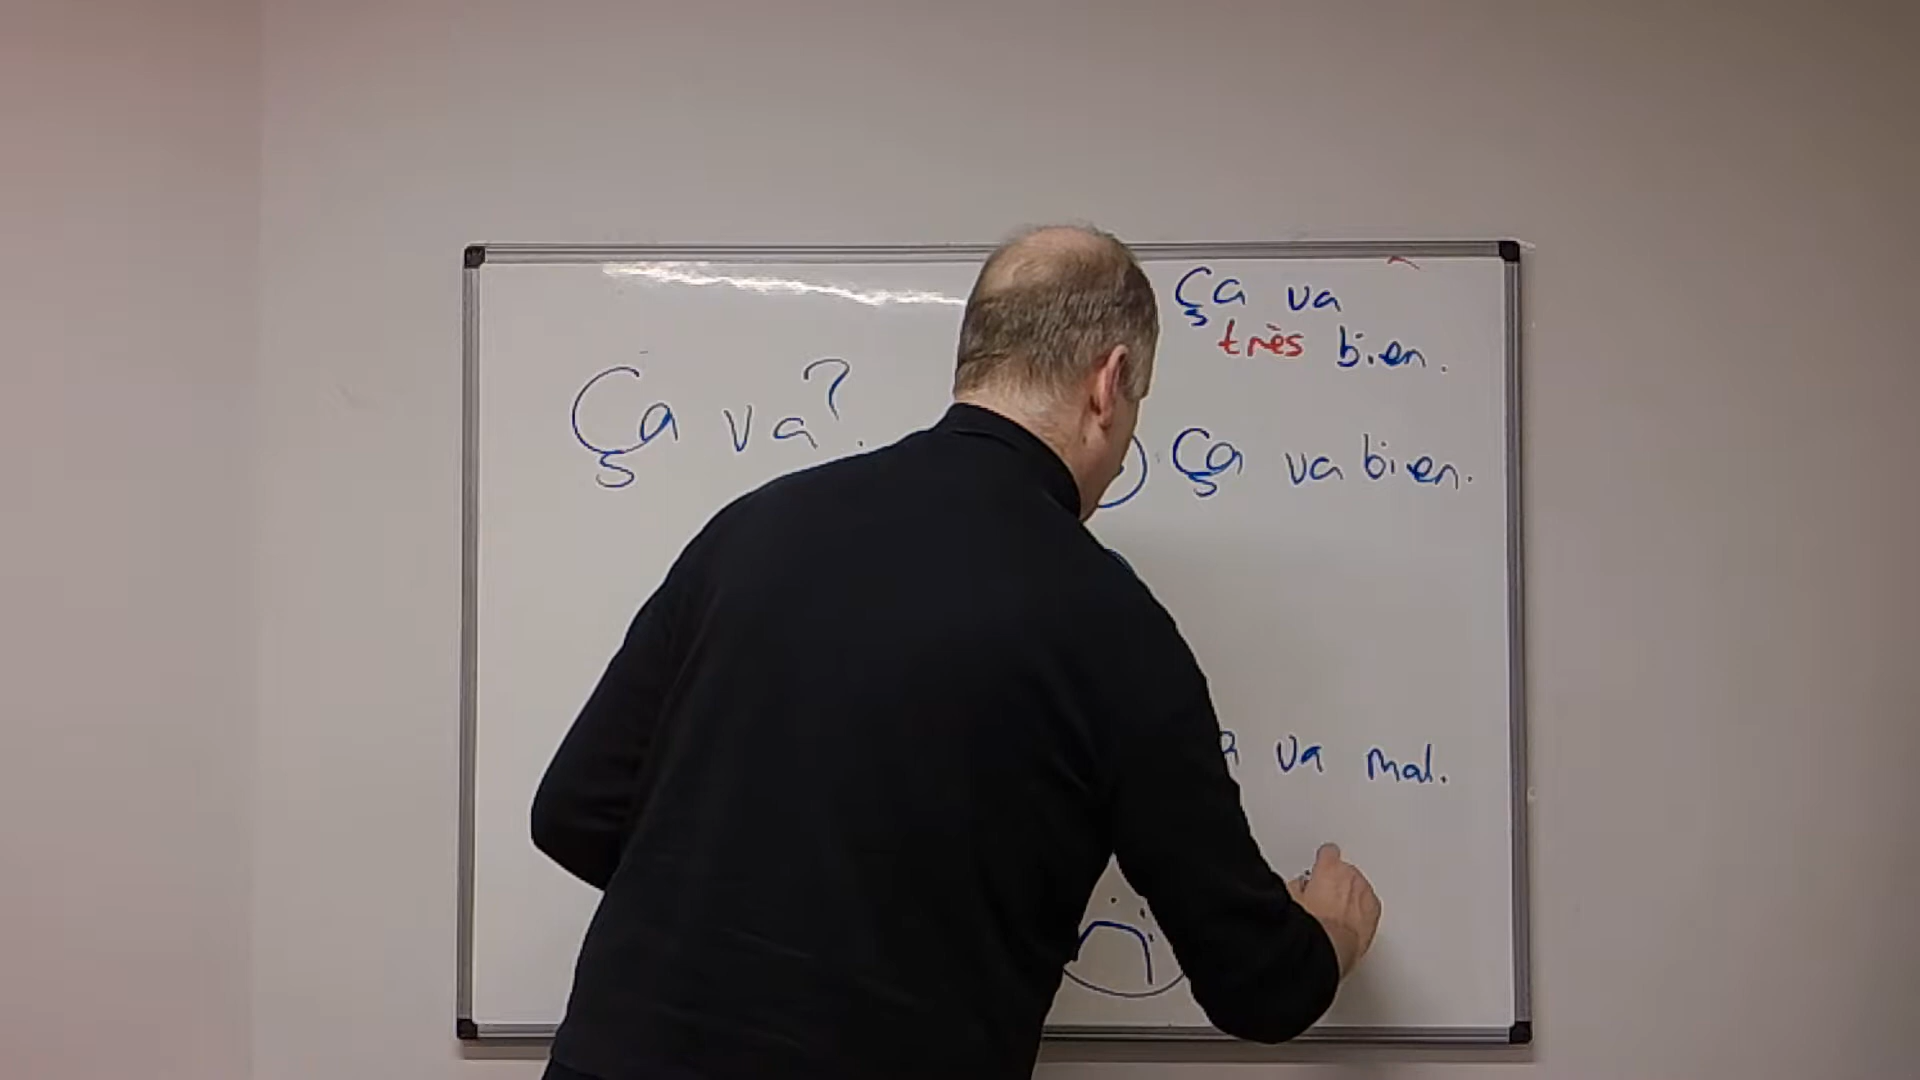 Ça va?
Ça va
très bien.
Ça va bien.
va mal.